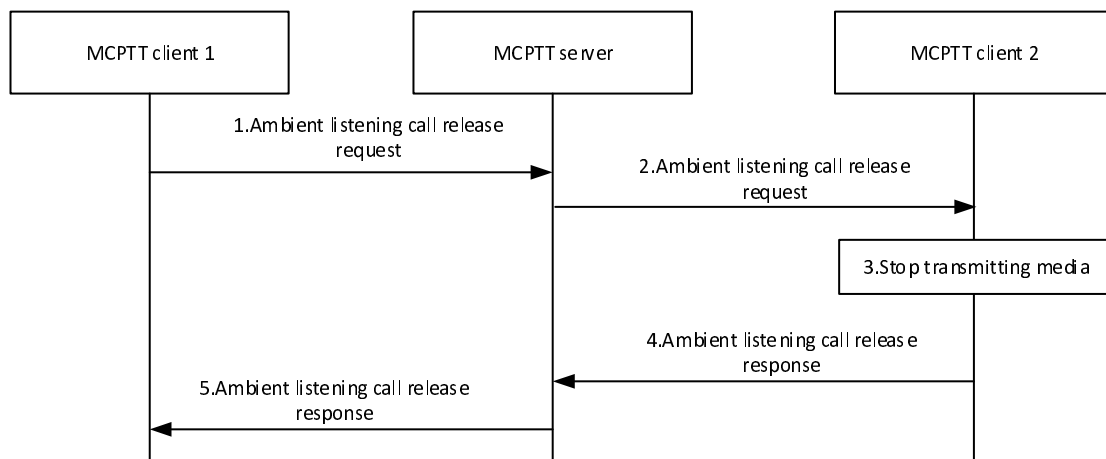 MCPTT client 1
MCPTT server
MCPTT client 2
1.Ambient listening call release
request
2.Ambient listening call release
request
3.Stop transmitting media
4.Ambient listening call release
response
5.Ambient listening call release
response